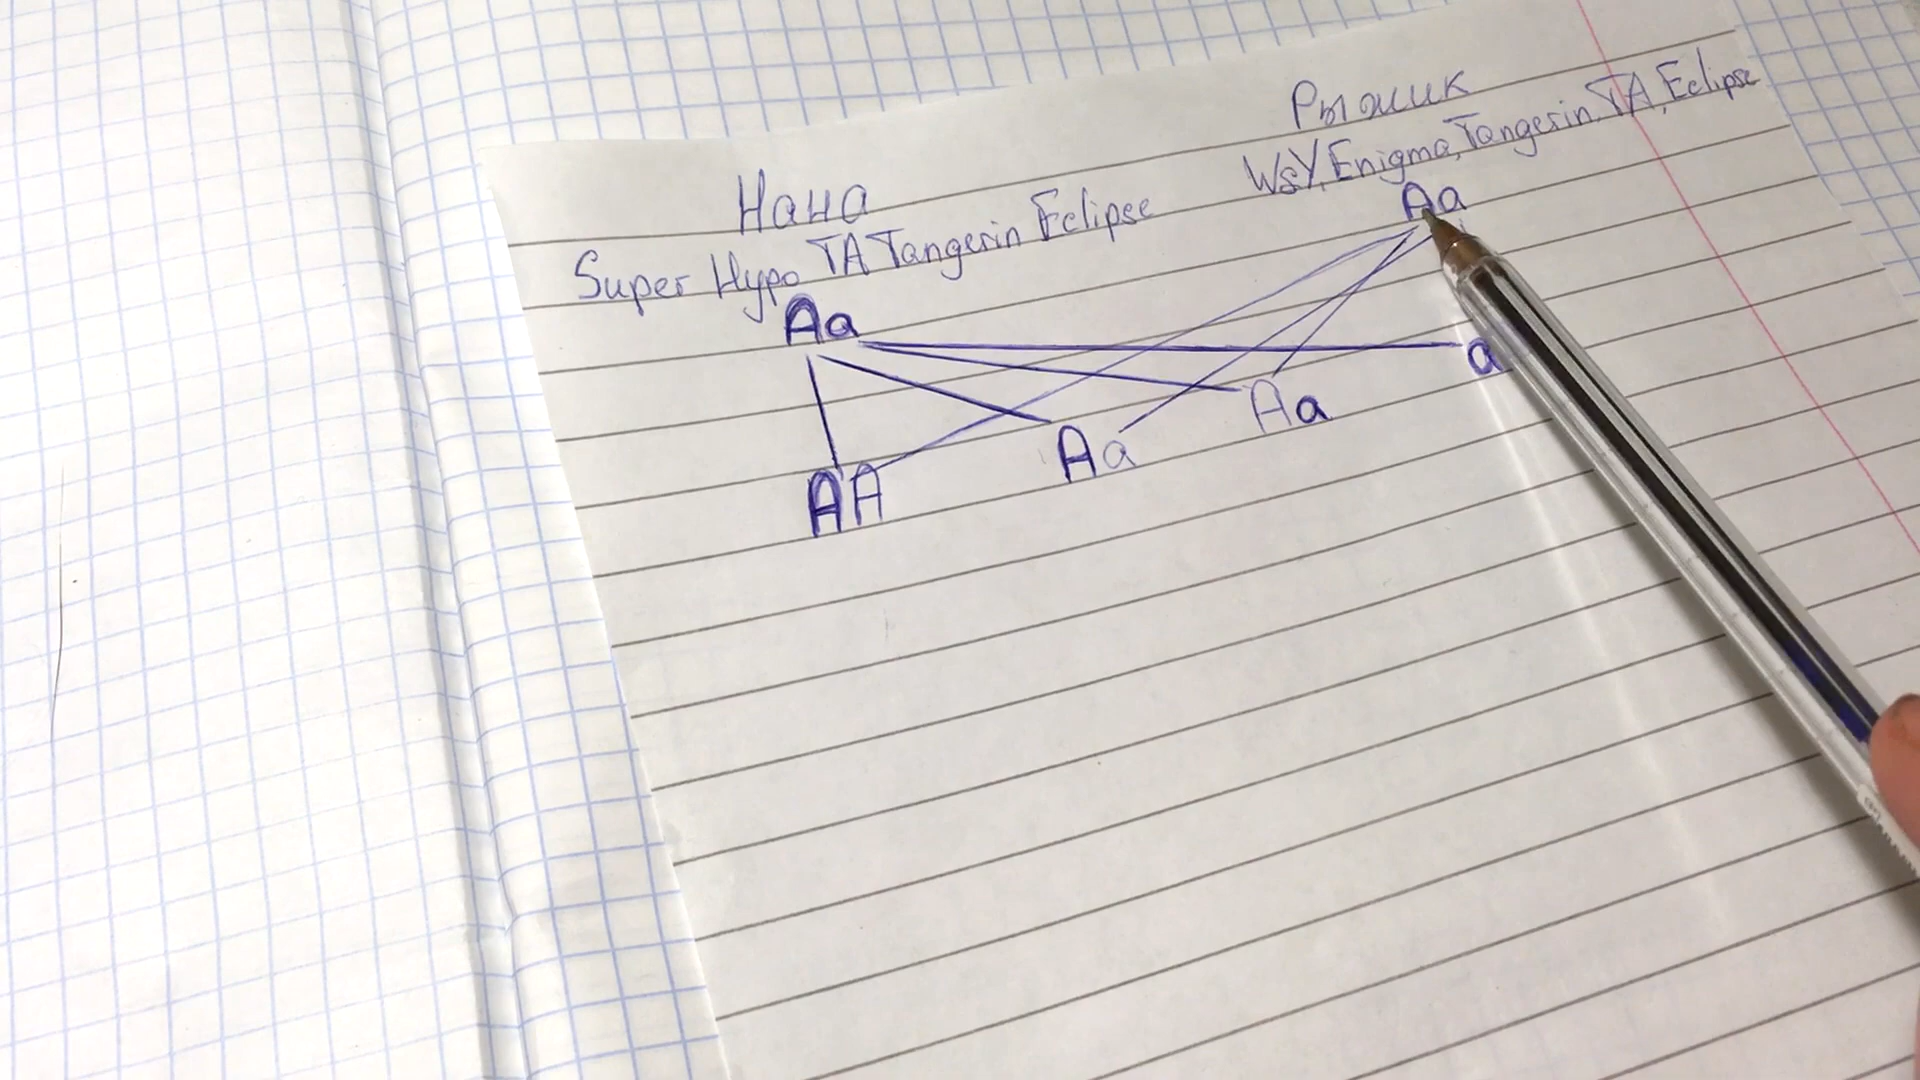 Нана
Super Hypo TA Tangerin Eclipse
Aa
Рыжик
WsY, Enigma, Tangerin, TA, Eclipse
Aa
AA
Aa
Aa
a